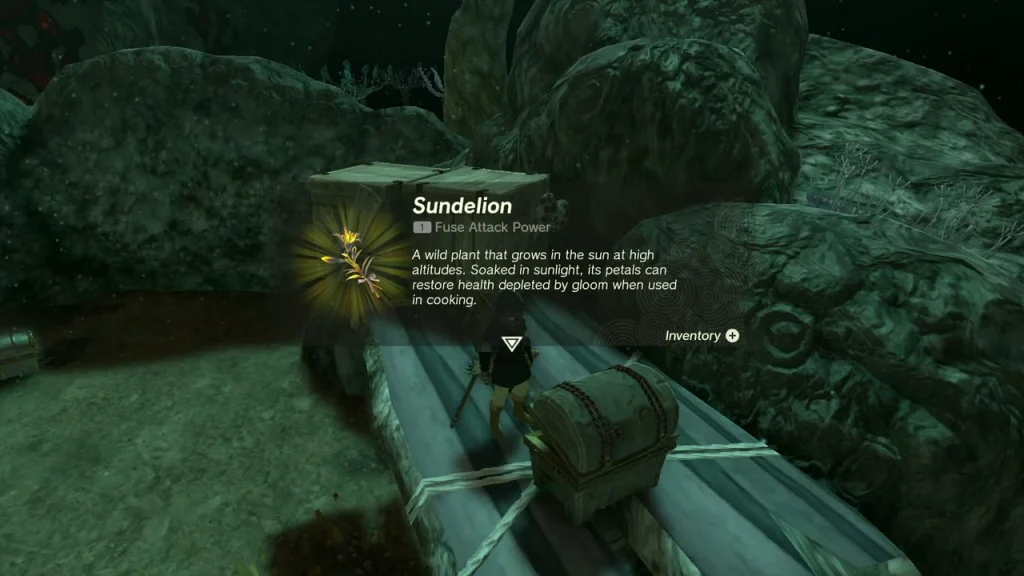 Sundelion
1 Fuse Attack Power
A wild plant that grows in the sun at high
altitudes. Soaked in sunlight, its petals can
restore health depleted by gloom when used
in cooking.
Inventory +